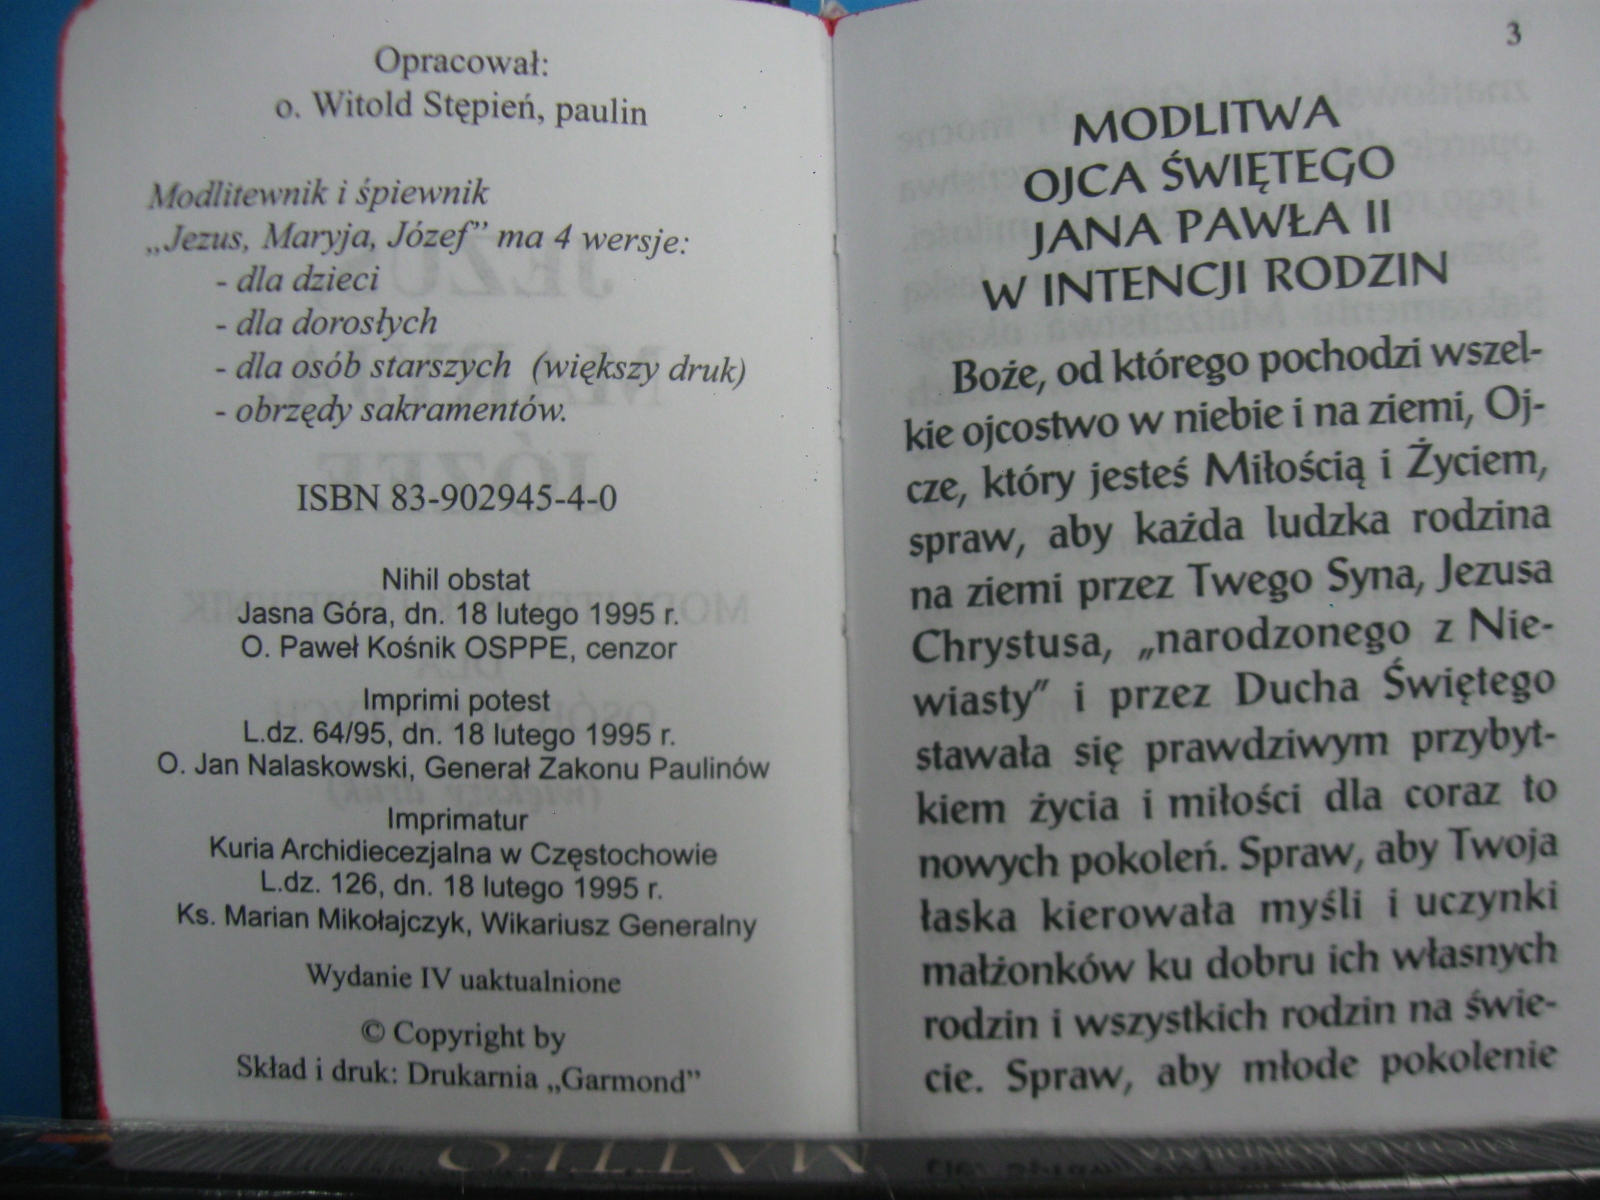 Opracował:
o. Witold Stępień, paulin
Modlitewnik i śpiewnik
„Jezus, Maryja, Józef” ma 4 wersje:
- dla dzieci
- dla dorosłych
- dla osób starszych (większy druk)
- obrzędy sakramentów.
ISBN 83-902945-4-0
Nihil obstat
Jasna Góra, dn. 18 lutego 1995 r.
O. Paweł Kośnik OSPPE, cenzor
Imprimi potest
L.dz. 64/95, dn. 18 lutego 1995 r.
O. Jan Nalaskowski, Generał Zakonu Paulinów
Imprimatur
Kuria Archidiecezjalna w Częstochowie
L.dz. 126, dn. 18 lutego 1995 r.
Ks. Marian Mikołajczyk, Wikariusz Generalny
Wydanie IV uaktualnione
© Copyright by
Skład i druk: Drukarnia „Garmond”
3
MODLITWA
OJCA ŚWIĘTEGO
JANA PAWŁA II
W INTENCJI RODZIN
Boże, od którego pochodzi wszel-
kie ojcostwo w niebie i na ziemi, Oj-
cze, który jesteś Miłością i Życiem,
spraw, aby każda ludzka rodzina
na ziemi przez Twego Syna, Jezusa
Chrystusa, „narodzonego z Nie-
wiasty” i przez Ducha Świętego
stawała się prawdziwym przybyt-
kiem życia i miłości dla coraz to
nowych pokoleń. Spraw, aby Twoja
łaska kierowała myśli i uczynki
małżonków ku dobru ich własnych
rodzin i wszystkich rodzin na świe-
cie. Spraw, aby młode pokolenie